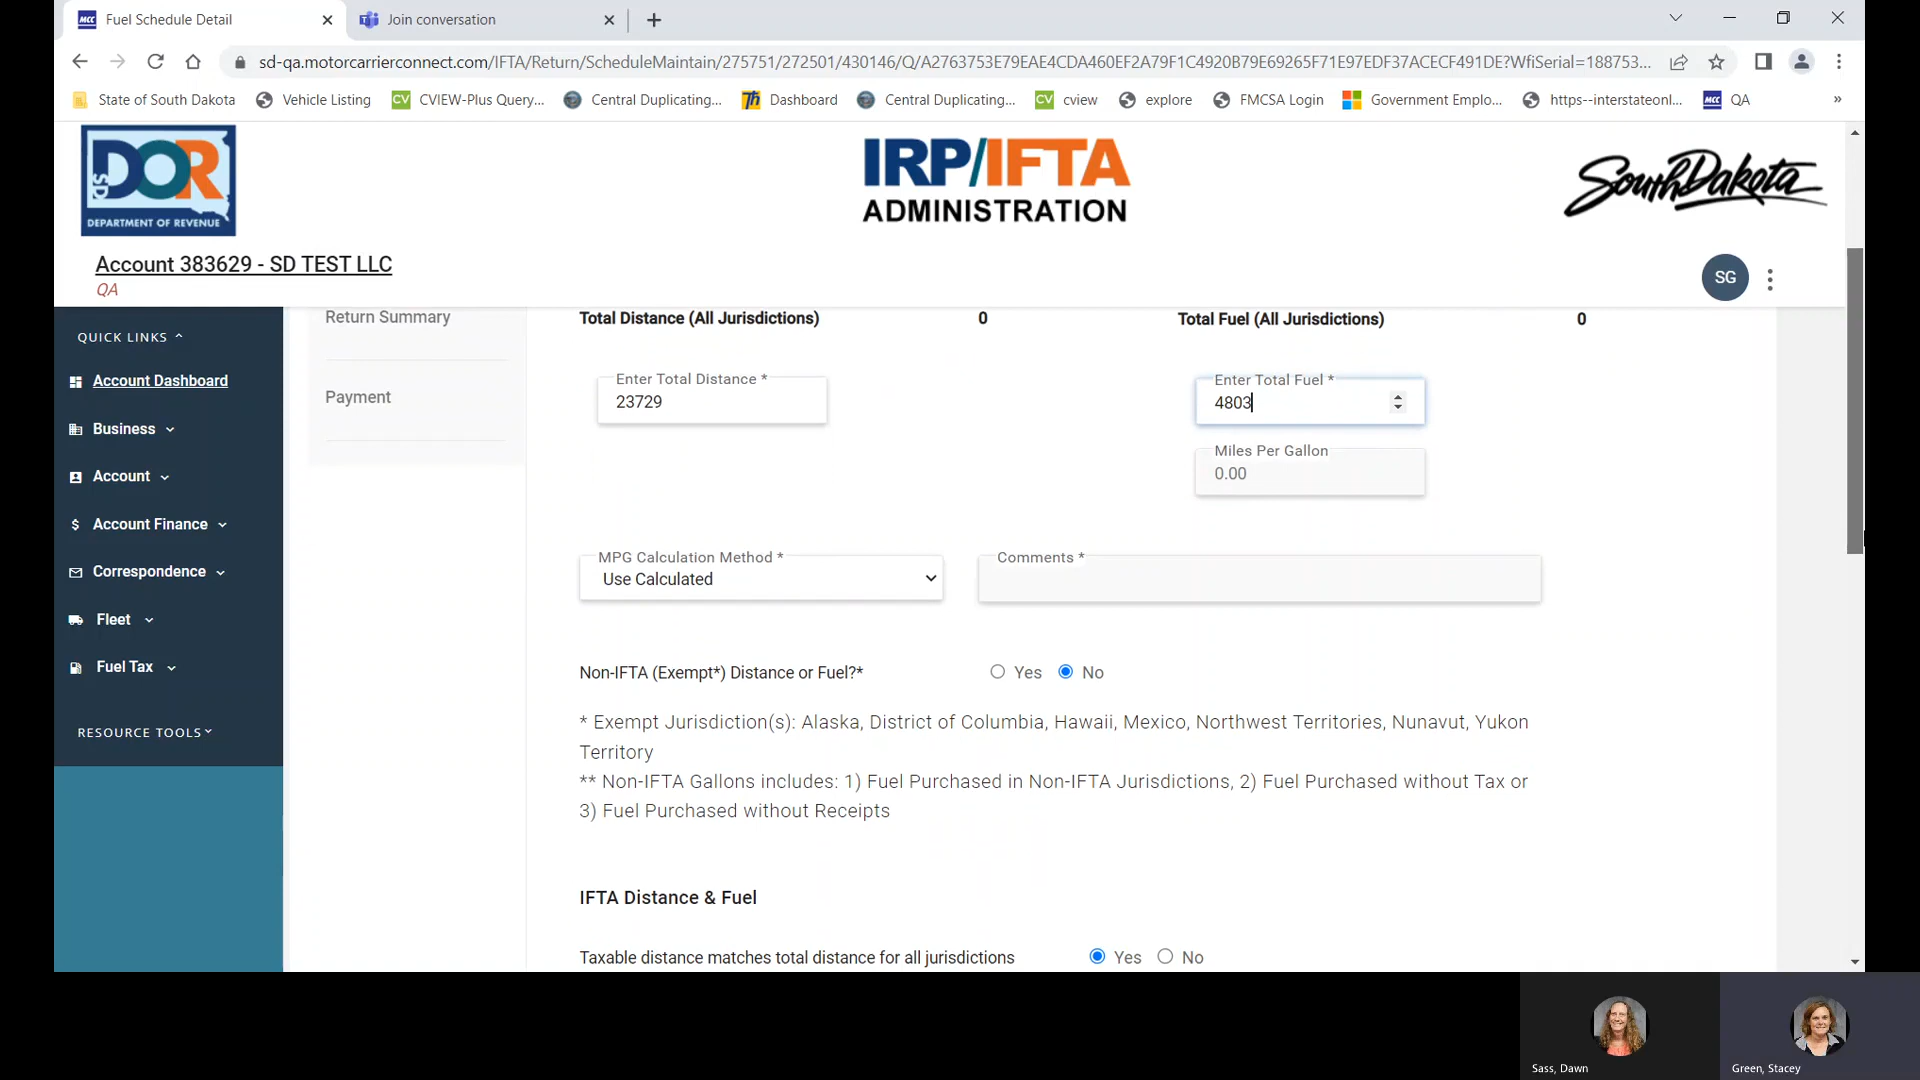 Fuel Schedule Detail
Join conversation
sd-qa.motorcarrierconnect.com/IFTA/Return/ScheduleMaintain/275751/272501/430146/Q/A2763753E79EAE4CDA460EF2A79F1C4920B79E69265F71E97EDF37ACECF491DE?WfiSerial=188753...
State of South Dakota Vehicle Listing CV CVIEW-Plus Query... Central Duplicating... Dashboard Central Duplicating... CV cview explore FMCSA Login Government Emplo... https--interstateonl... MCC QA »
SD DOR
DEPARTMENT OF REVENUE
IRP/IFTA
ADMINISTRATION
South Dakota
Account 383629 - SD TEST LLC
QA
SG
QUICK LINKS
Account Dashboard
Business
Account
Account Finance
Correspondence
Fleet
Fuel Tax
RESOURCE TOOLS
Return Summary
Payment
Total Distance (All Jurisdictions) 0 Total Fuel (All Jurisdictions) 0
Enter Total Distance * Enter Total Fuel *
23729 4803
Miles Per Gallon
0.00
MPG Calculation Method * Comments *
Use Calculated
Non-IFTA (Exempt*) Distance or Fuel?* Yes No
* Exempt Jurisdiction(s): Alaska, District of Columbia, Hawaii, Mexico, Northwest Territories, Nunavut, Yukon
Territory
** Non-IFTA Gallons includes: 1) Fuel Purchased in Non-IFTA Jurisdictions, 2) Fuel Purchased without Tax or
3) Fuel Purchased without Receipts
IFTA Distance & Fuel
Taxable distance matches total distance for all jurisdictions Yes No
Sass, Dawn
Green, Stacey